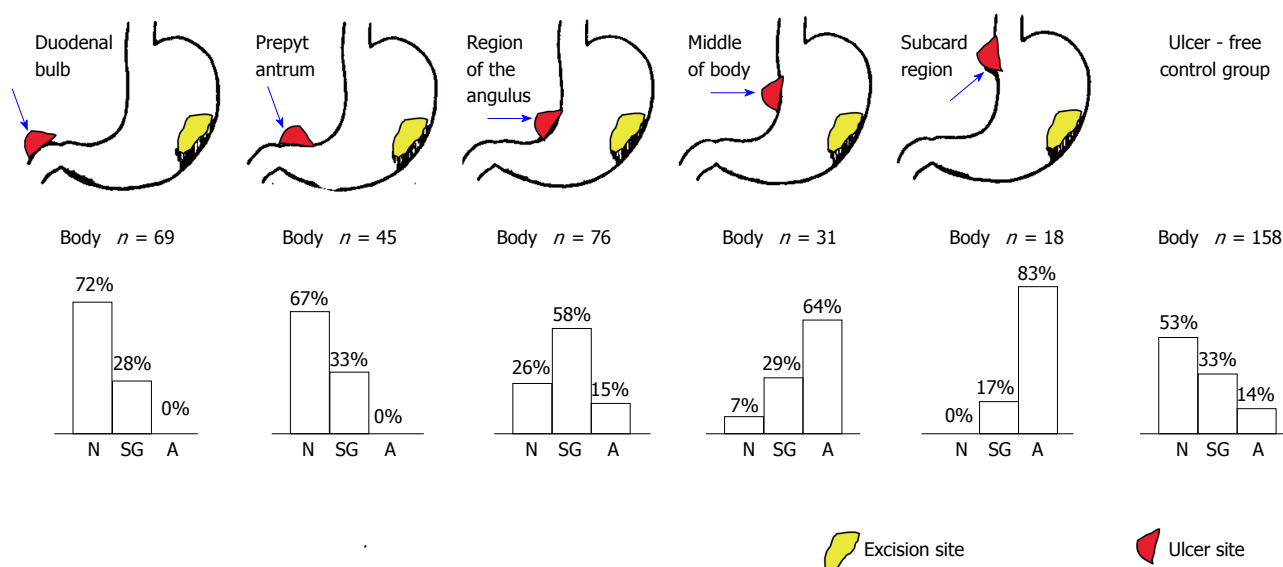 Duodenal
bulb
Prepyt
antrum
Region
of the
angulus
Middle
of body
Subcard
region
Ulcer - free
control group
Body n = 69
Body n = 45
Body n = 76
Body n = 31
Body n = 18
Body n = 158
72%
28%
0%
N SG A
67%
33%
0%
N SG A
26%
58%
15%
N SG A
7%
29%
64%
N SG A
0%
17%
83%
N SG A
53%
33%
14%
N SG A
Excision site
Ulcer site